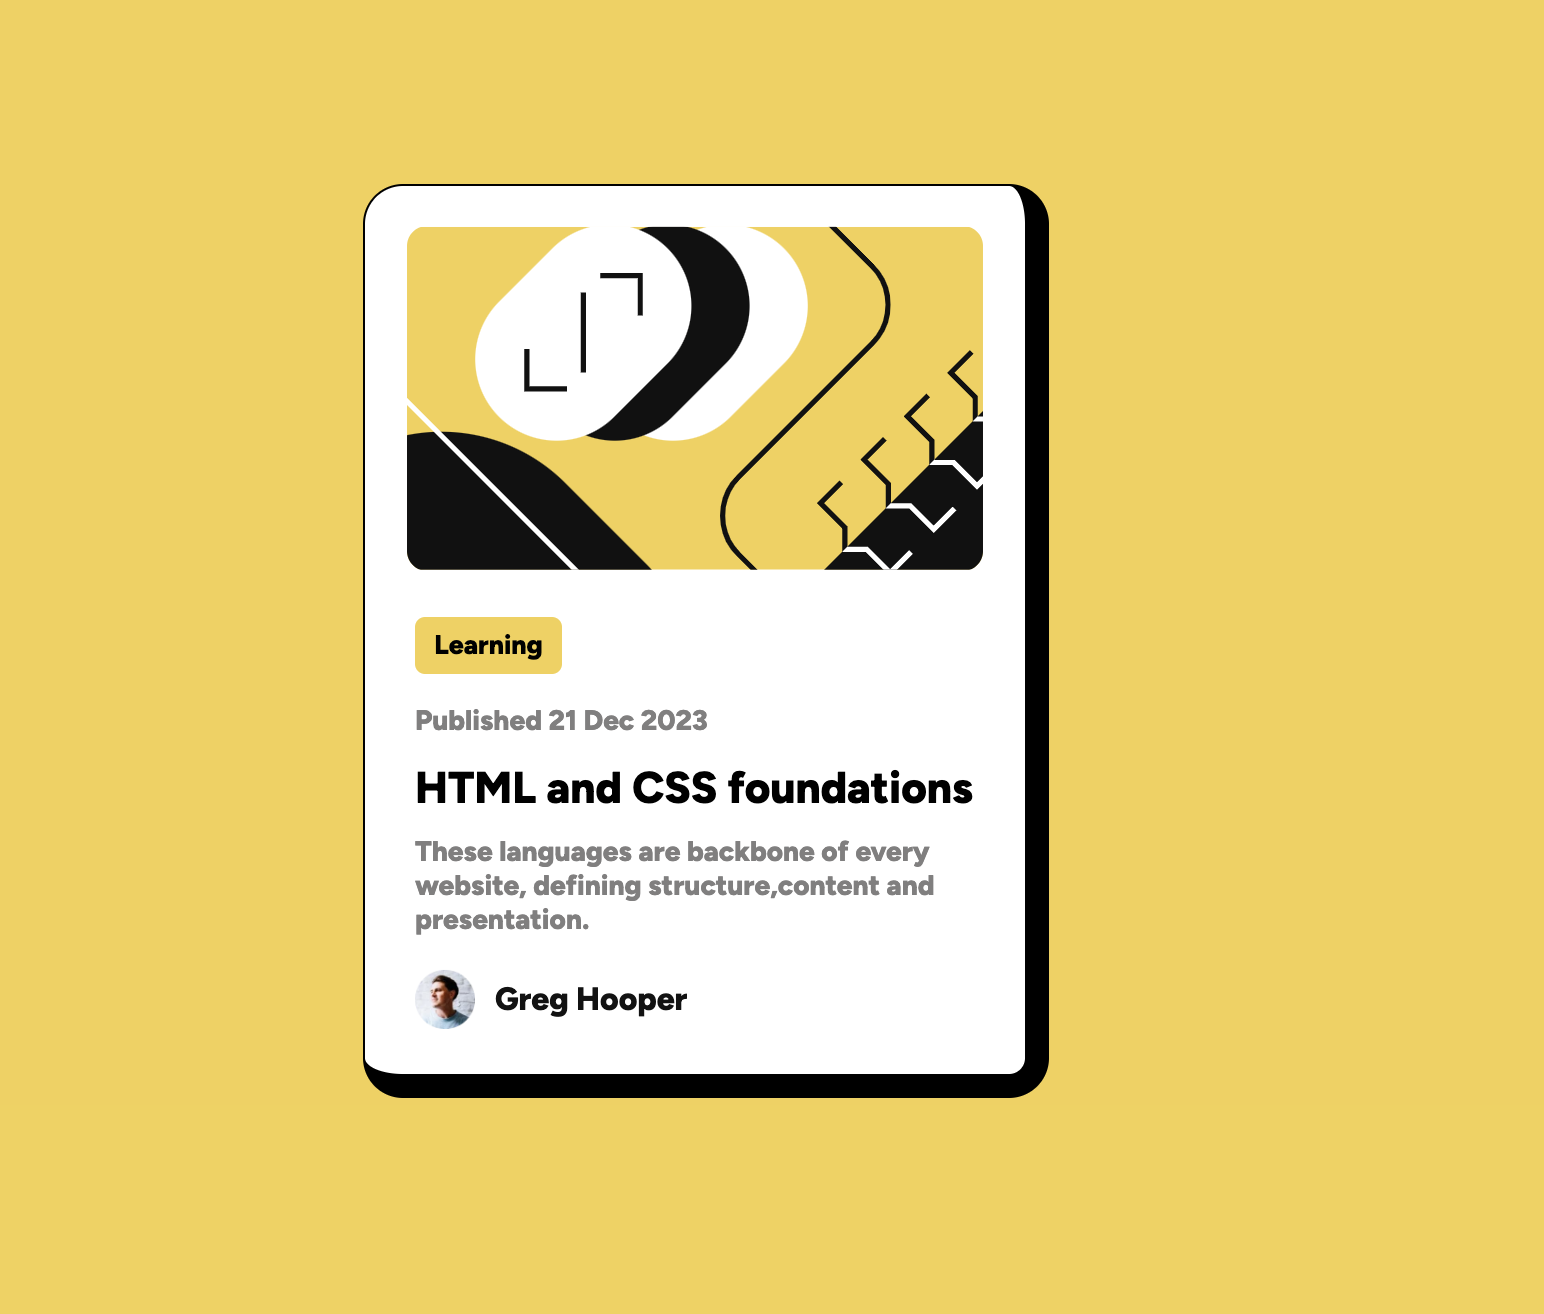 Learning
Published 21 Dec 2023
HTML and CSS foundations
These languages are backbone of every
website, defining structure,content and
presentation.
Greg Hooper